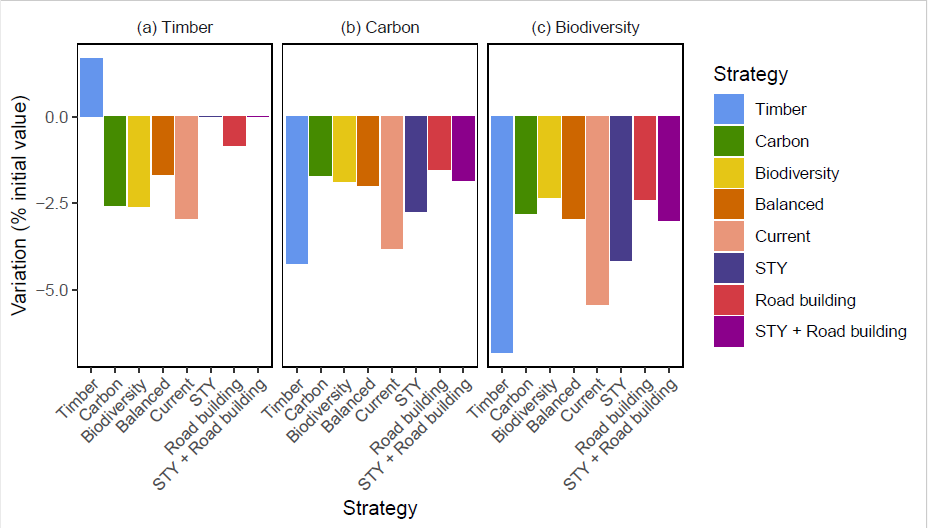 (a) Timber
(b) Carbon
(c) Biodiversity
Variation (% initial value)
0.0
−2.5
−5.0
Timber
Carbon
Biodiversity
Balanced
Current
STY
Road building
STY + Road building
Timber
Carbon
Biodiversity
Balanced
Current
STY
Road building
STY + Road building
Timber
Carbon
Biodiversity
Balanced
Current
STY
Road building
STY + Road building
Strategy
Strategy
Timber
Carbon
Biodiversity
Balanced
Current
STY
Road building
STY + Road building